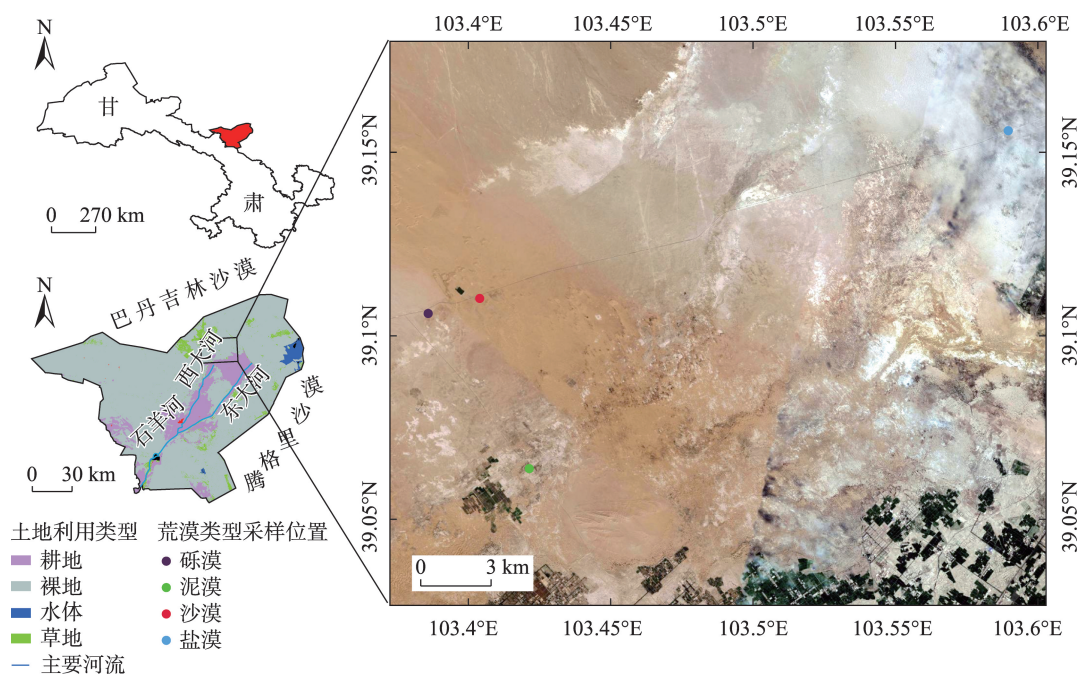 N
甘
肃
0 270 km
N
巴丹吉林沙漠
西大河
东大河
石羊河
腾格里沙漠
0 30 km
土地利用类型
耕地
裸地
水体
草地
主要河流
荒漠类型采样位置
砾漠
泥漠
沙漠
盐漠
103.4°E 103.45°E 103.5°E 103.55°E 103.6°E
39.15°N
39.15°N
39.1°N
39.1°N
39.05°N
39.05°N
0 3 km
103.4°E 103.45°E 103.5°E 103.55°E 103.6°E